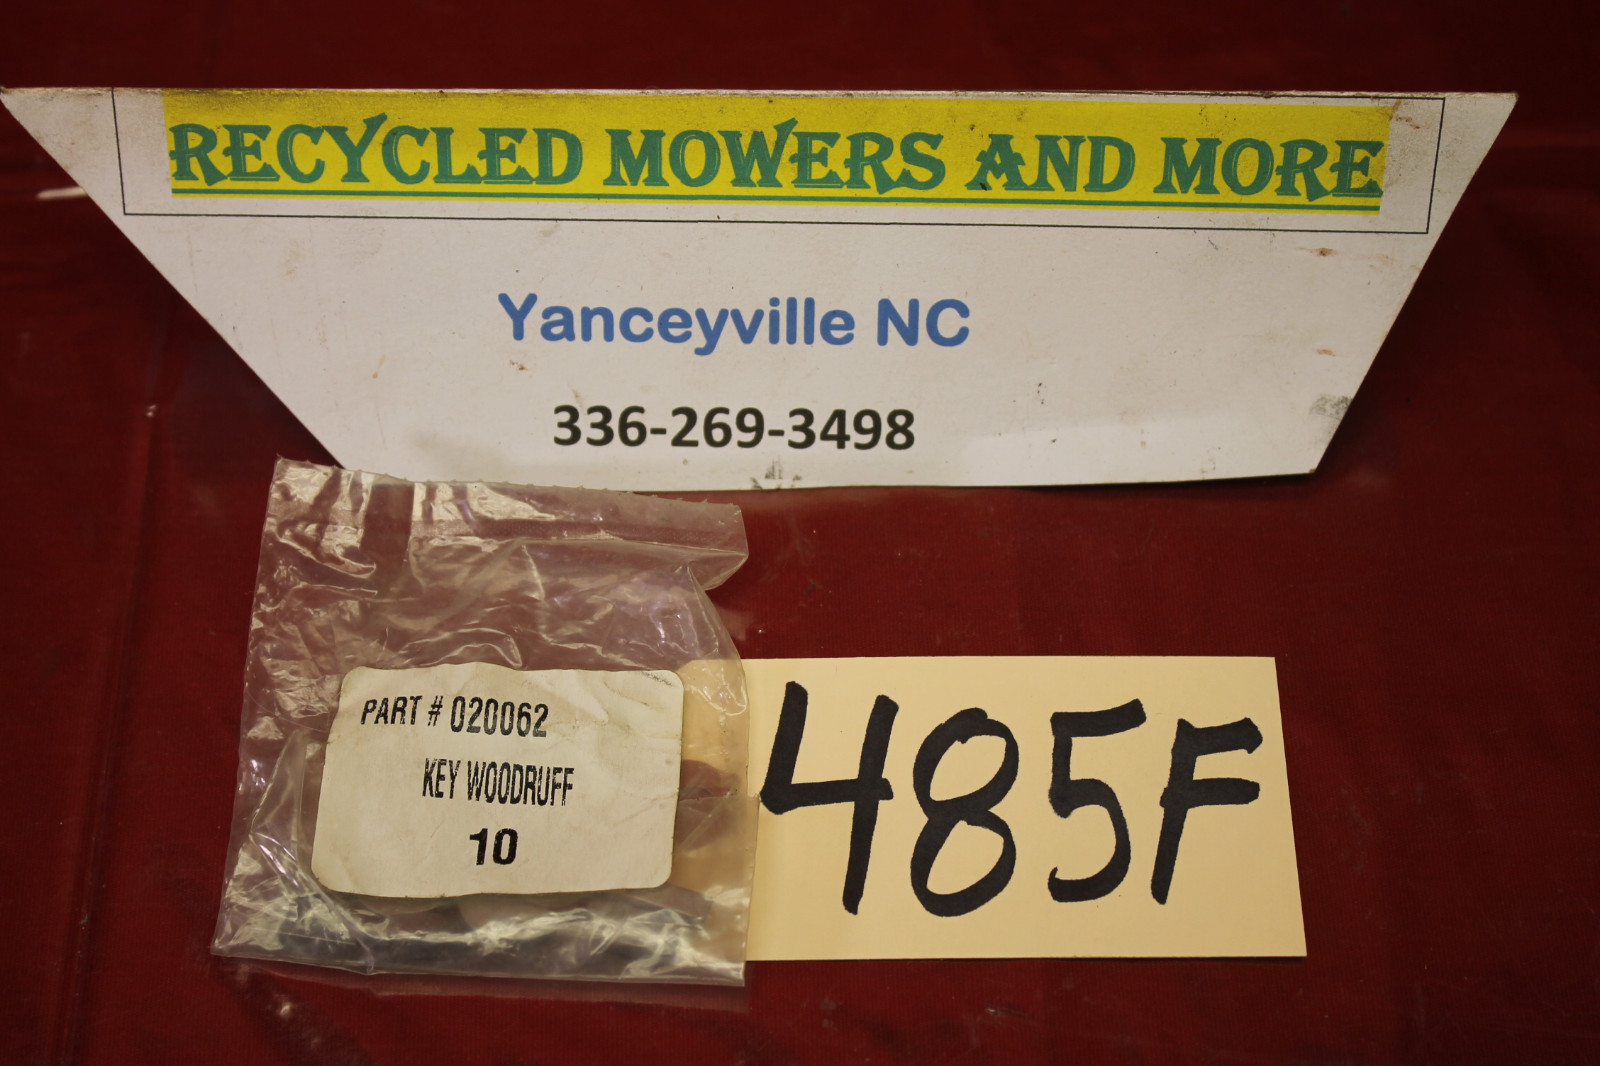 RECYCLED MOWERS AND MORE
Yanceyville NC
336-269-3498
PART # 020062
KEY WOODRUFF
10
485F